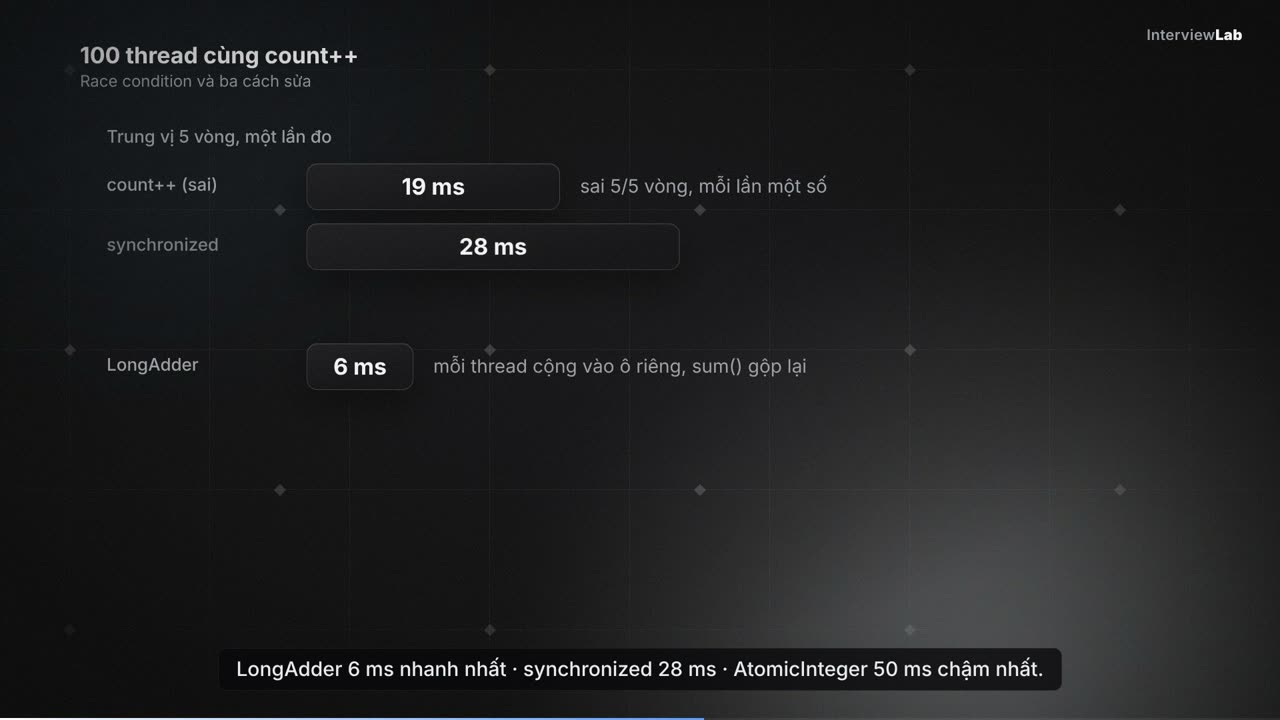 InterviewLab
100 thread cùng count++
Race condition và ba cách sửa
Trung vị 5 vòng, một lần đo
count++ (sai) 19 ms sai 5/5 vòng, mỗi lần một số
synchronized 28 ms
LongAdder 6 ms mỗi thread cộng vào ô riêng, sum() gộp lại
LongAdder 6 ms nhanh nhất · synchronized 28 ms · AtomicInteger 50 ms chậm nhất.